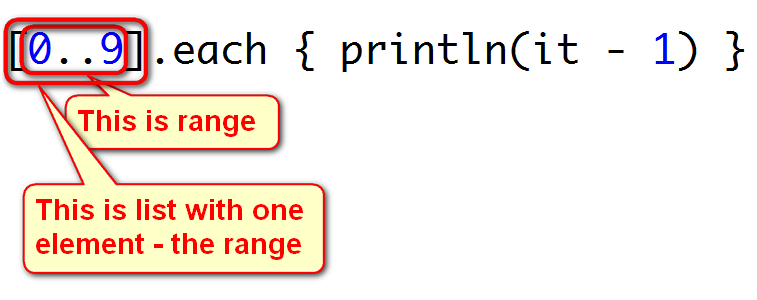 [0..9].each { println(it - 1) }
This is range
This is list with one
element - the range